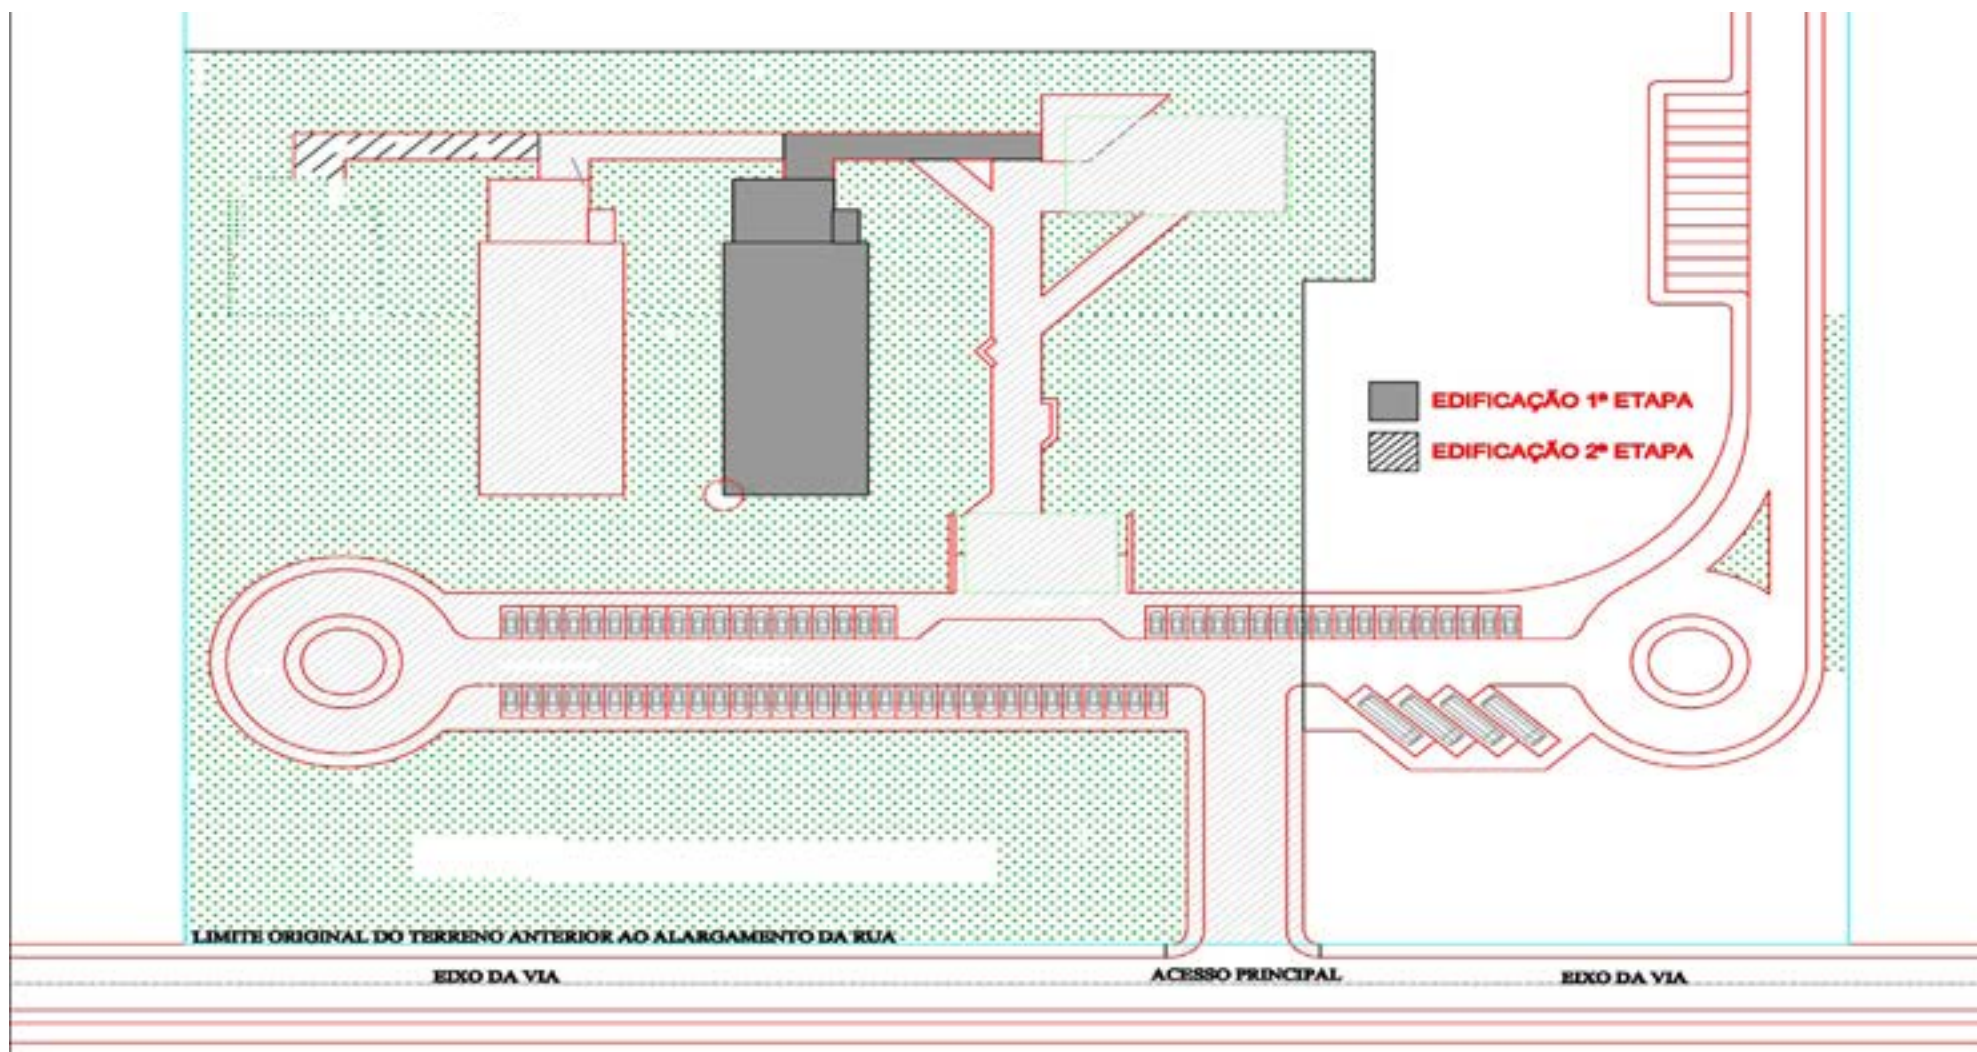 EDIFICAÇÃO 1ª ETAPA
EDIFICAÇÃO 2ª ETAPA
LIMITE ORIGINAL DO TERRENO ANTERIOR AO ALARGAMENTO DA RUA
EIXO DA VIA
ACESSO PRINCIPAL
EIXO DA VIA